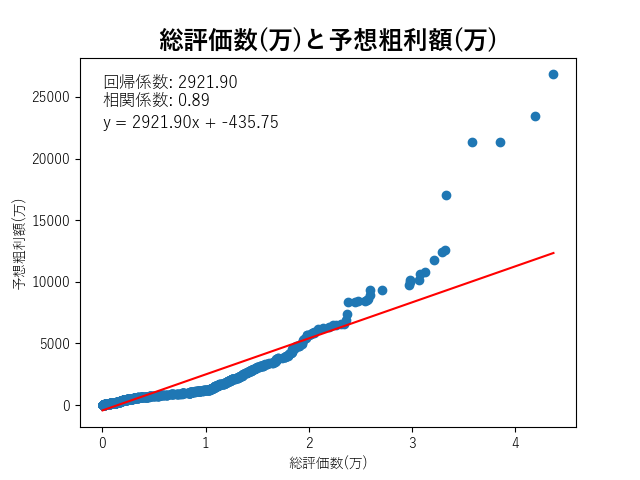 総評価数(万)と予想粗利額(万)
回帰係数: 2921.90
相関係数: 0.89
y = 2921.90x + -435.75
予想粗利額(万)
25000
20000
15000
10000
5000
0
0 1 2 3 4
総評価数(万)